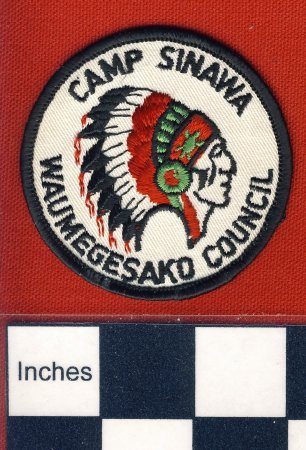 CAMP SINAWA
WAUMEGESAKO COUNCIL
Inches